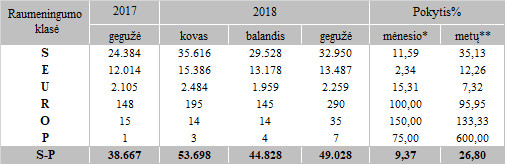 Raumeningumo klasė 2017 2018 Pokytis%
gegužė kovas balandis gegužė mėnesio* metu**
S 24.384 35.616 29.528 32.950 11,59 35,13
E 12.014 15.386 13.178 13.487 2,34 12,26
U 2.105 2.484 1.959 2.259 15,31 7,32
R 148 195 145 290 100,00 95,95
O 15 14 14 35 150,00 133,33
P 1 3 4 7 75,00 600,00
S-P 38.667 53.698 44.828 49.028 9,37 26,80